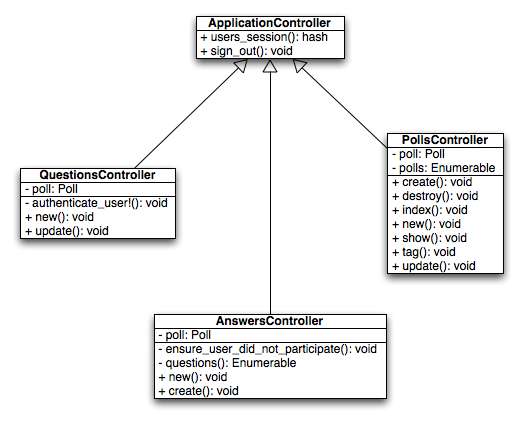 ApplicationController
+ users_session(): hash
+ sign_out(): void
PollsController
- poll: Poll
- polls: Enumerable
+ create(): void
+ destroy(): void
+ index(): void
+ new(): void
+ show(): void
+ tag(): void
+ update(): void
QuestionsController
- poll: Poll
- authenticate_user!(): void
+ new(): void
+ update(): void
AnswersController
- poll: Poll
- ensure_user_did_not_participate(): void
- questions(): Enumerable
+ new(): void
+ create(): void